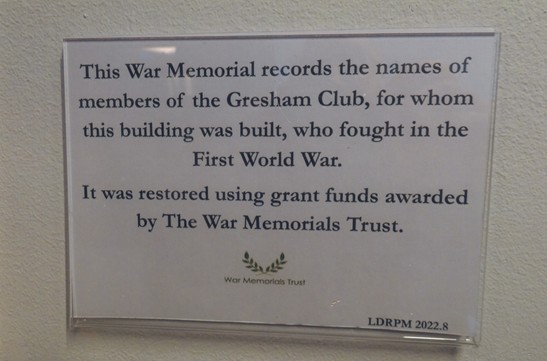 This War Memorial records the names of
members of the Gresham Club, for whom
this building was built, who fought in the
First World War.
It was restored using grant funds awarded
by The War Memorials Trust.
War Memorials Trust
LDRPM 2022.8